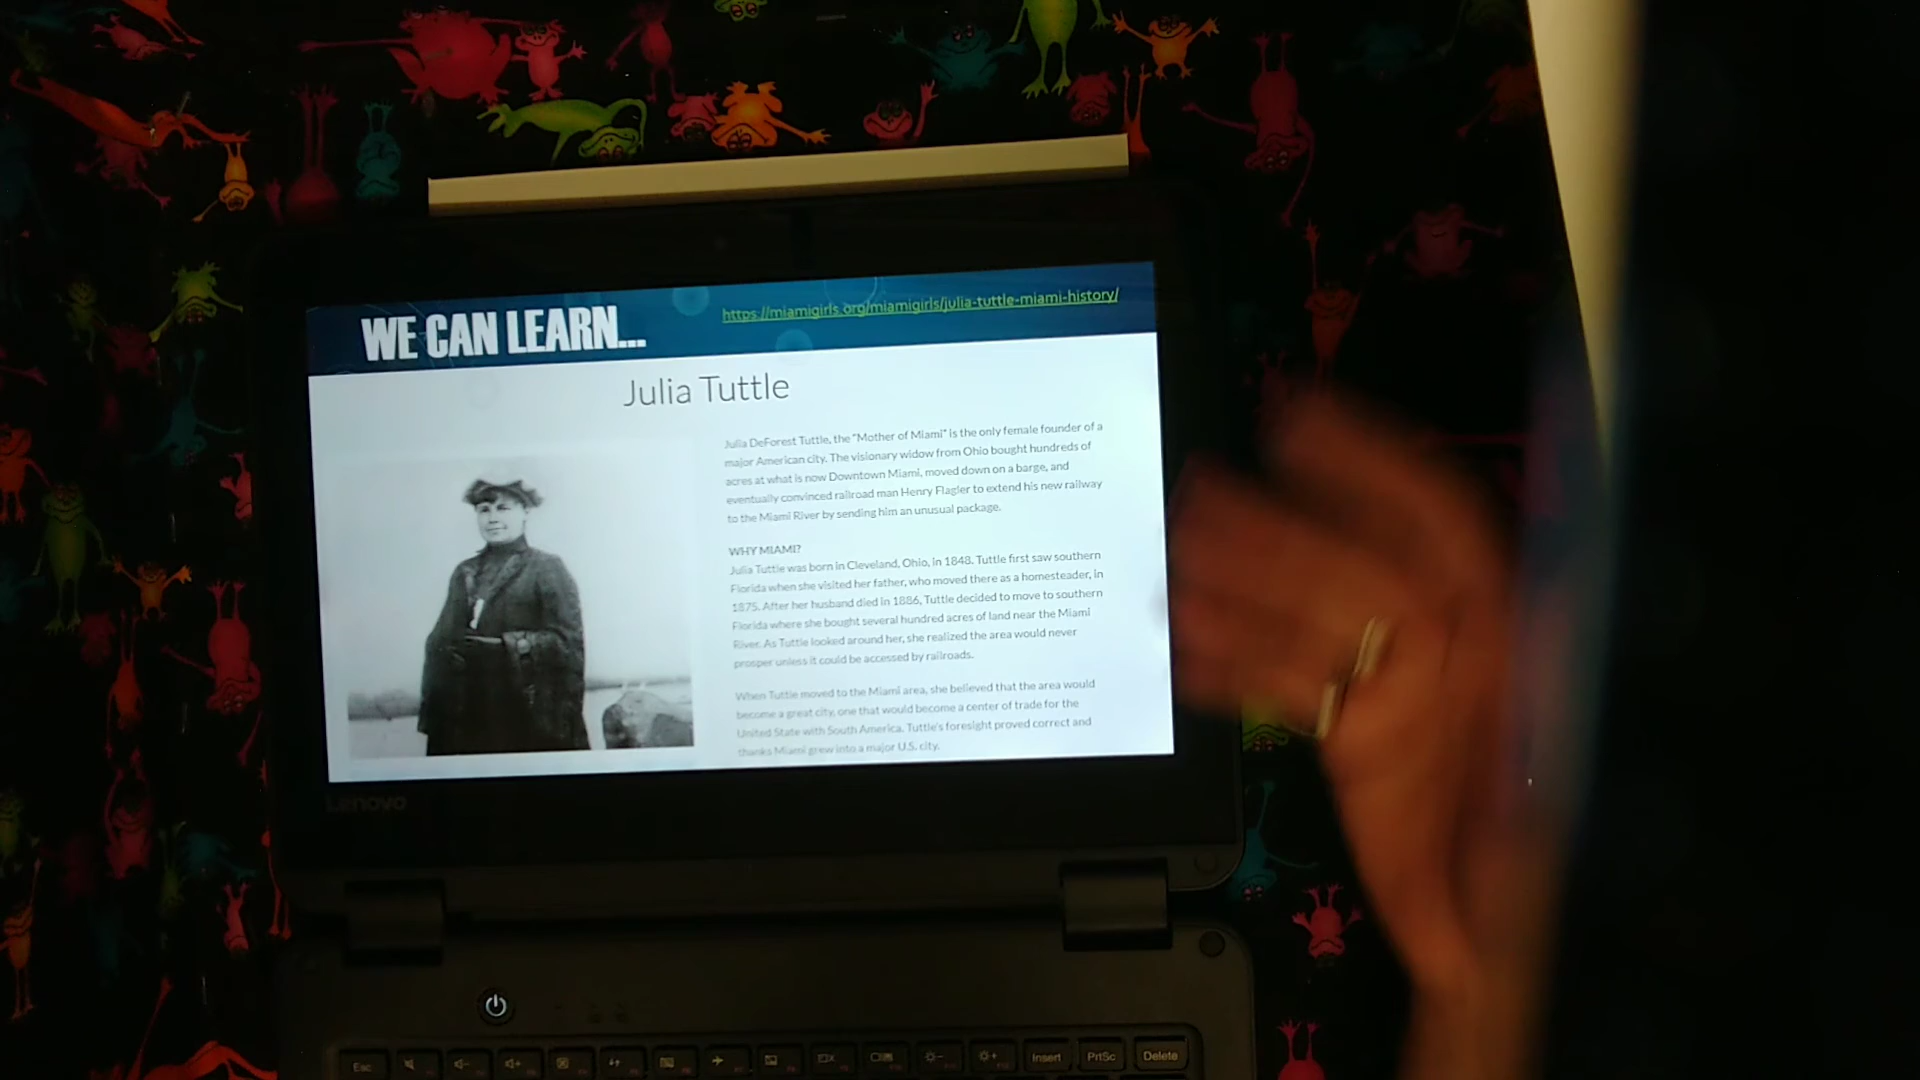 WE CAN LEARN...
https://miamigirls.org/miamigirls/julia-tuttle-miami-history/
Julia Tuttle
Julia DeForest Tuttle, the "Mother of Miami" is the only female founder of a
major American city. The visionary widow from Ohio bought hundreds of
acres at what is now Downtown Miami, moved down on a barge, and
eventually convinced railroad man Henry Flagler to extend his new railway
to the Miami River by sending him an unusual package.
WHY MIAMI?
Julia Tuttle was born in Cleveland, Ohio, in 1848. Tuttle first saw southern
Florida when she visited her father, who moved there as a homesteader, in
1875. After her husband died in 1886, Tuttle decided to move to southern
Florida where she bought several hundred acres of land near the Miami
River. As Tuttle looked around her, she realized the area would never
prosper unless it could be accessed by railroads.
When Tuttle moved to the Miami area, she believed that the area would
become a great city, one that would become a center of trade for the
United State with South America. Tuttle's foresight proved correct and
thanks Miami grew into a major U.S. city.
Lenovo
Esc
Insert
PrtSc
Delete